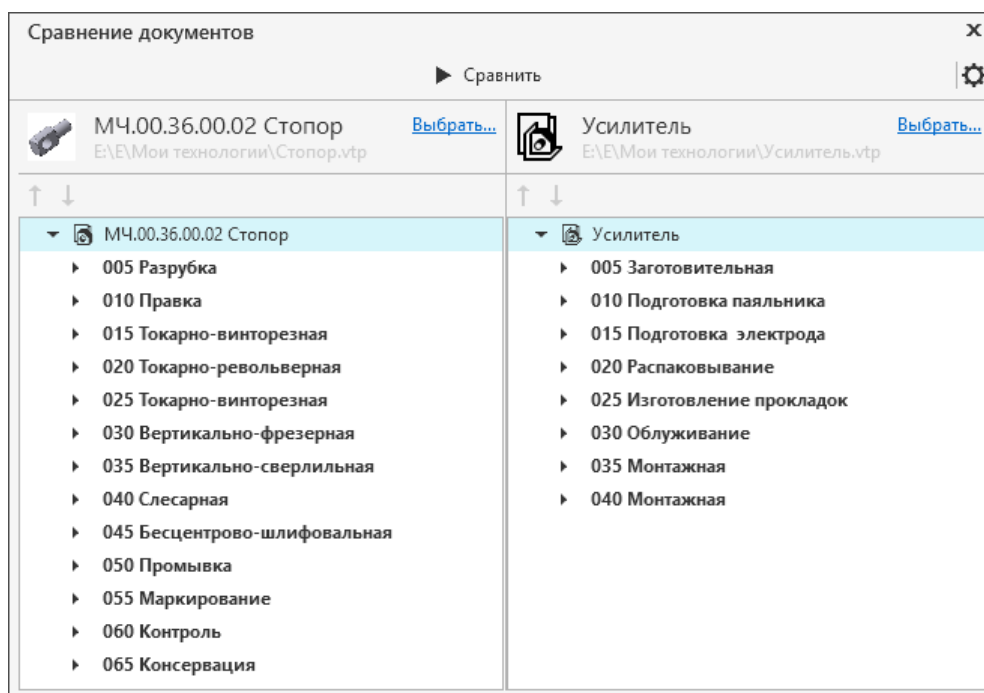 Сравнение документов
Сравнить
МЧ.00.36.00.02 Стопор Выбрать...
E:\E\Мои технологии\Стопор.vtp
Усилитель Выбрать...
E:\E\Мои технологии\Усилитель.vtp
МЧ.00.36.00.02 Стопор
005 Разрубка
010 Правка
015 Токарно-винторезная
020 Токарно-револьверная
025 Токарно-винторезная
030 Вертикально-фрезерная
035 Вертикально-сверлильная
040 Слесарная
045 Бесцентрово-шлифовальная
050 Промывка
055 Маркирование
060 Контроль
065 Консервация
Усилитель
005 Заготовительная
010 Подготовка паяльника
015 Подготовка  электрода
020 Распаковывание
025 Изготовление прокладок
030 Облуживание
035 Монтажная
040 Монтажная